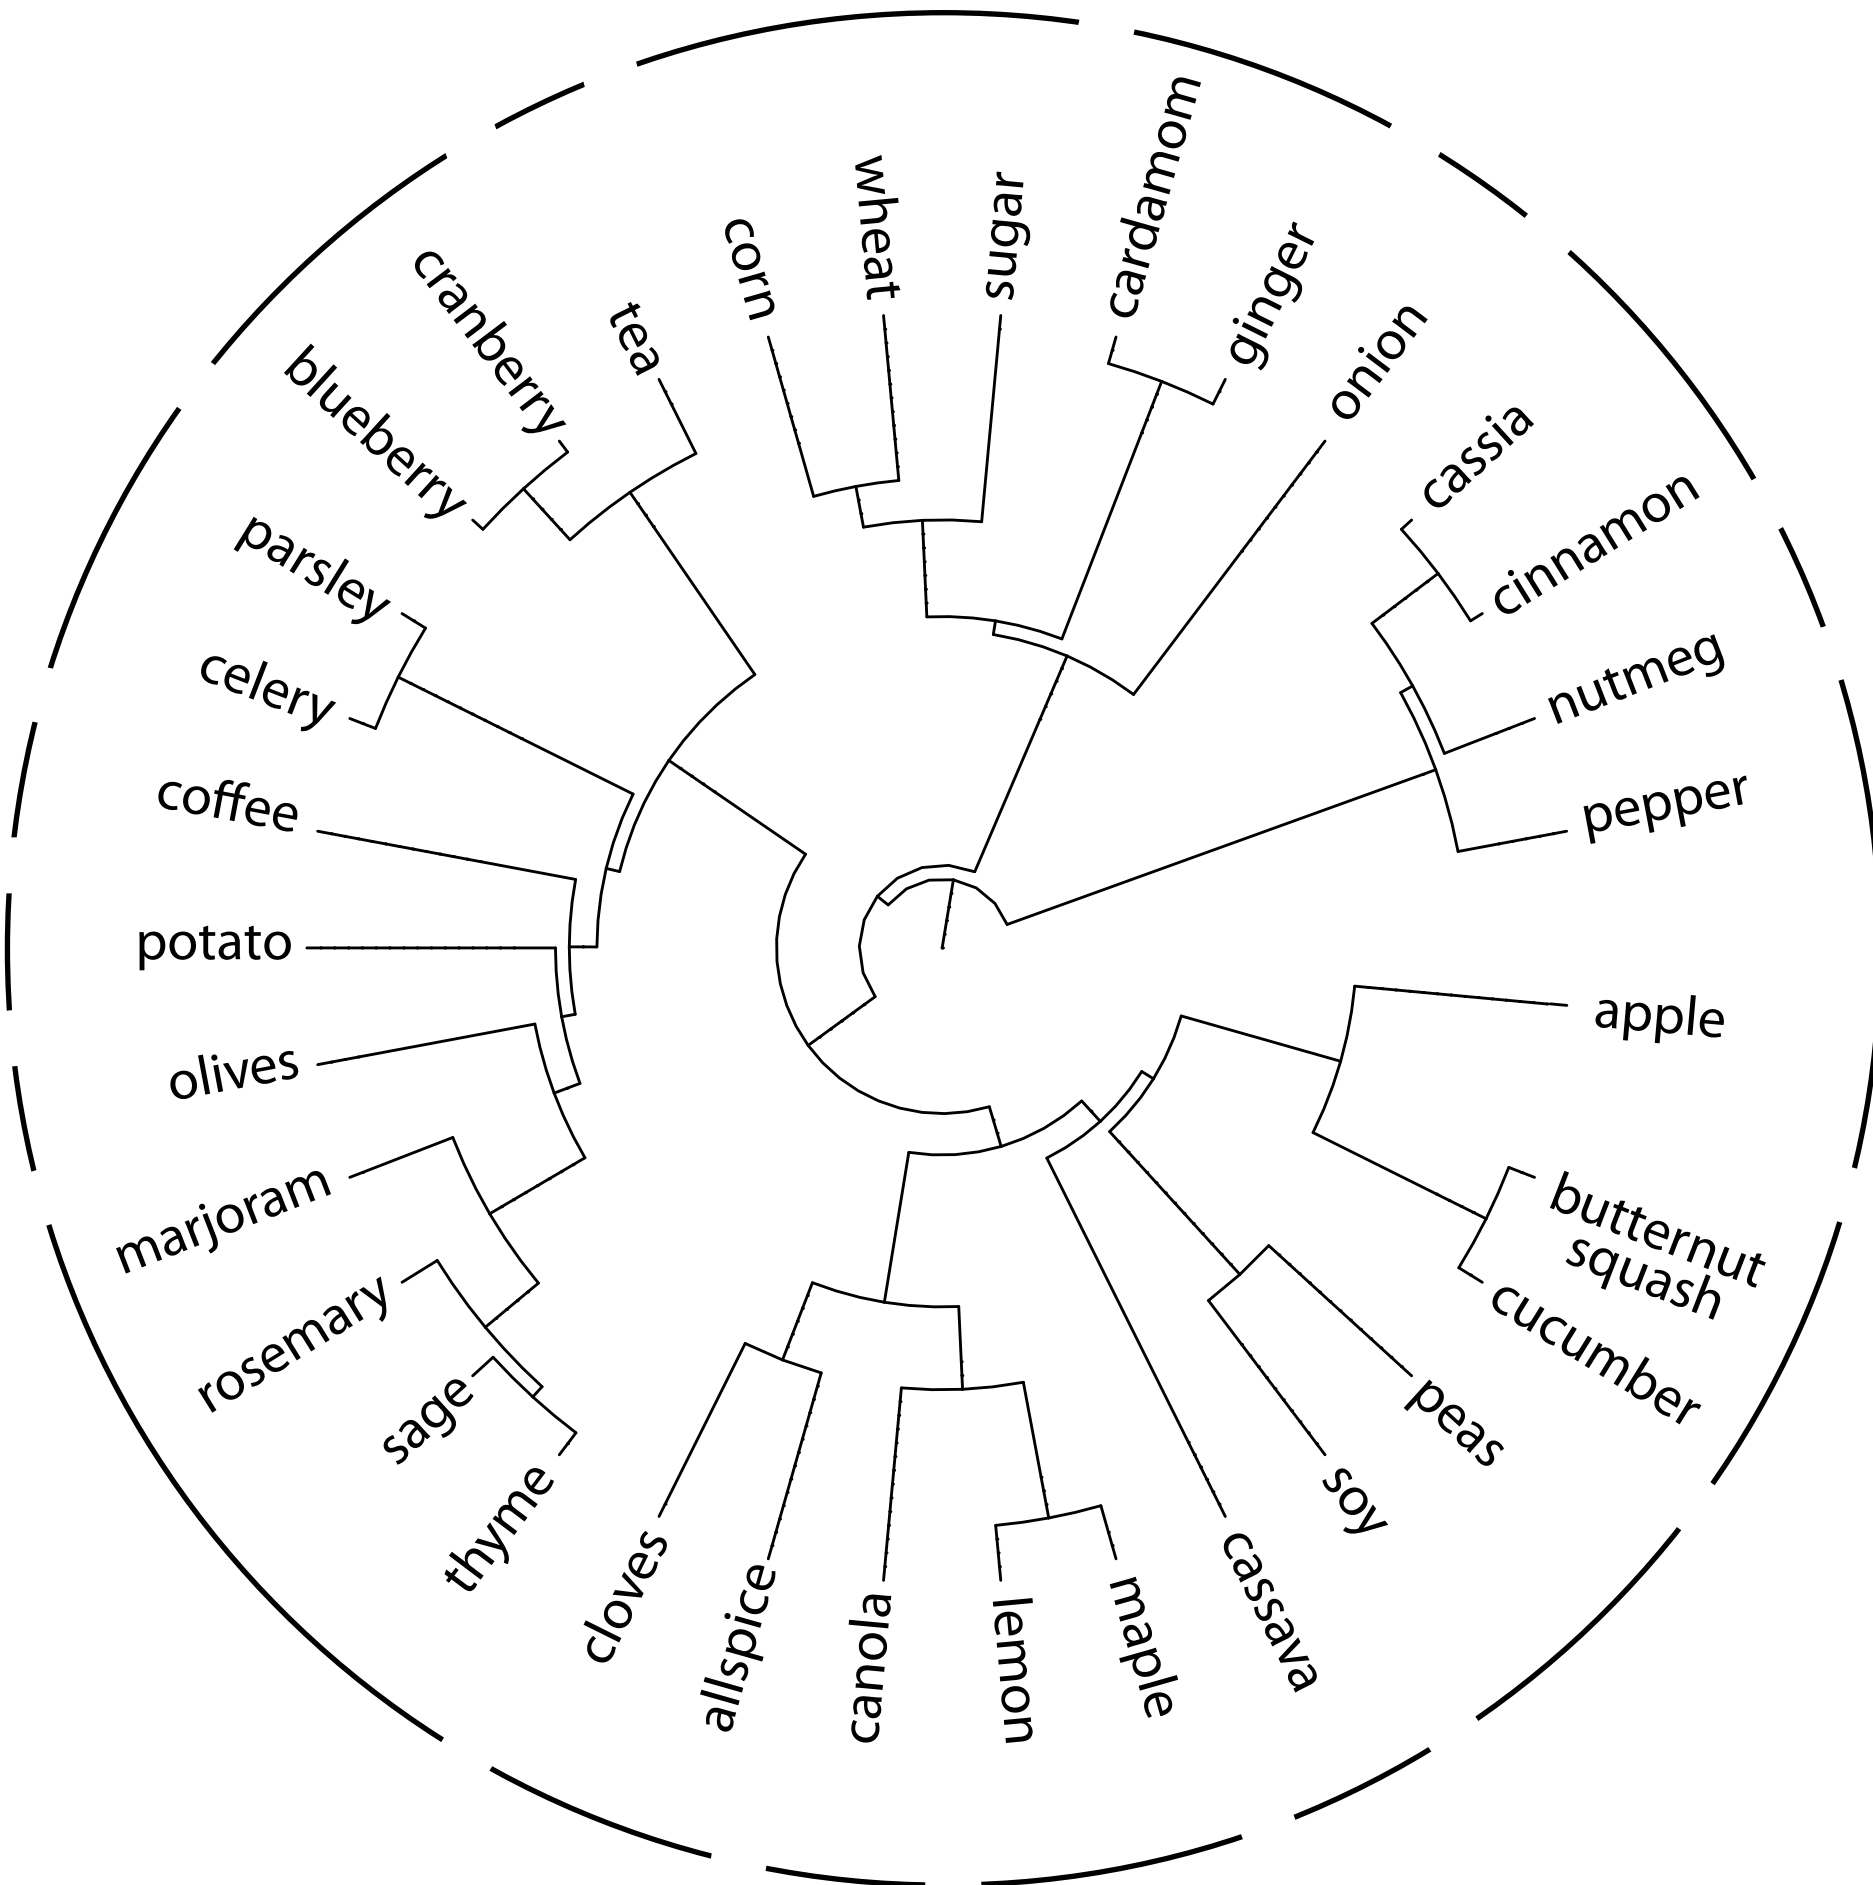 wheat
sugar
cardamom
corn
ginger
cranberry
tea
onion
blueberry
cassia
parsley
cinnamon
celery
nutmeg
coffee
pepper
potato
apple
olives
marjoram
butternut
squash
rosemary
cucumber
sage
peas
thyme
soy
cloves
cassava
allspice
canola
lemon
maple